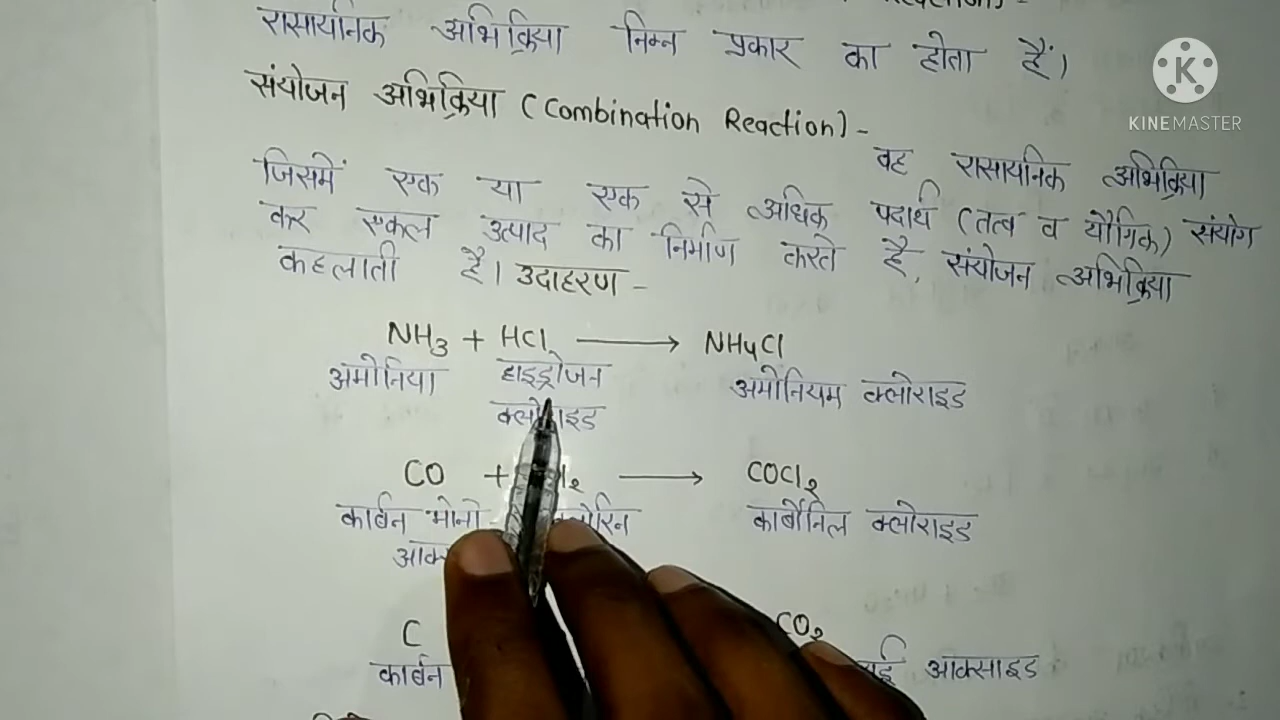 रासायनिक अभिक्रिया निम्न प्रकार का होता हैं।
KINEMASTER
संयोजन अभिक्रिया (Combination Reaction) -
वह रासायनिक अभिक्रिया
जिसमें एक या एक से अधिक पदार्थ (तत्व व यौगिक) संयोग
कर एकल उत्पाद का निर्माण करते है, संयोजन अभिक्रिया
कहलाती है। उदाहरण -
NH3 + HCl ⟶ NH4Cl
अमोनिया हाइड्रोजन अमोनियम क्लोराइड
क्लोराइड
CO + ⟶ COCl2
कार्बन मोनो कार्बोनिल क्लोराइड
C CO2
कार्बन आक्साइड